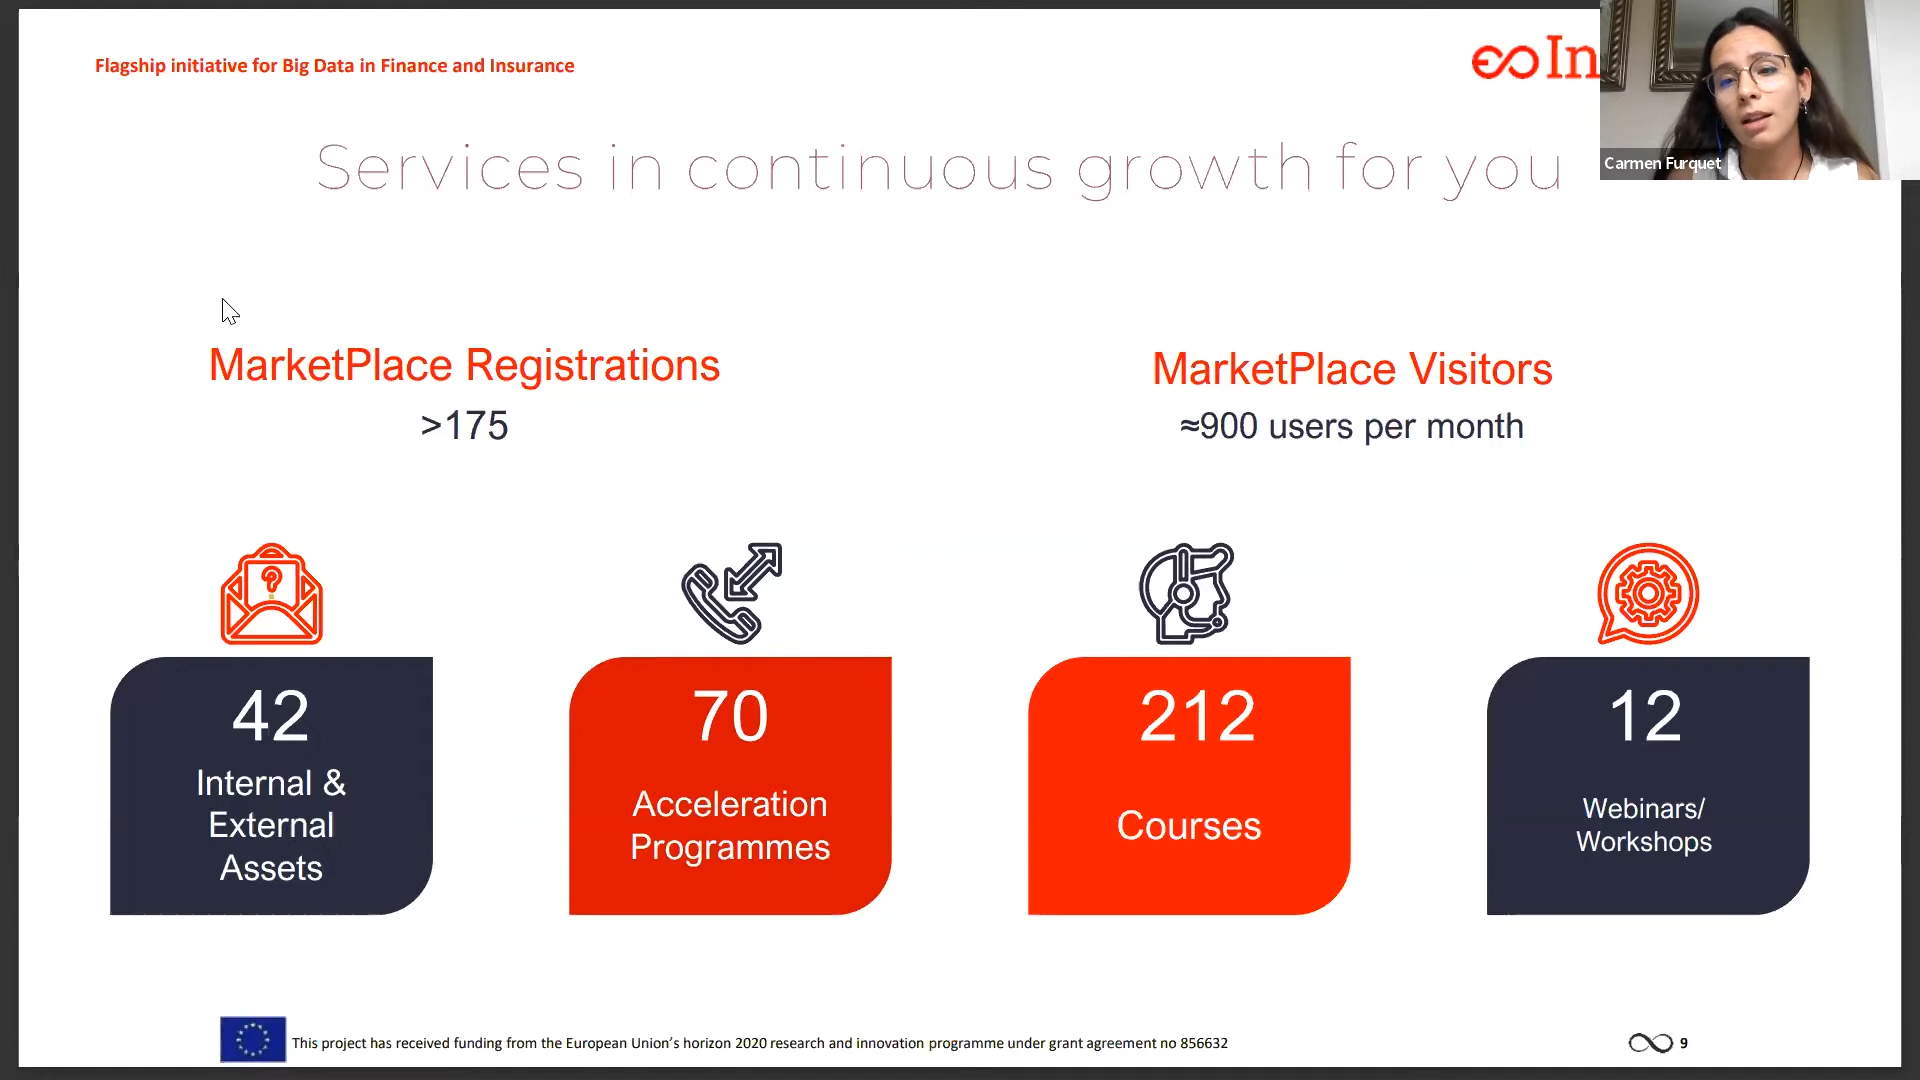 Flagship initiative for Big Data in Finance and Insurance
In
Carmen Furquet
Services in continuous growth for you
MarketPlace Registrations
>175
MarketPlace Visitors
≈900 users per month
42
Internal &
External
Assets
70
Acceleration
Programmes
212
Courses
12
Webinars/
Workshops
This project has received funding from the European Union’s horizon 2020 research and innovation programme under grant agreement no 856632
9